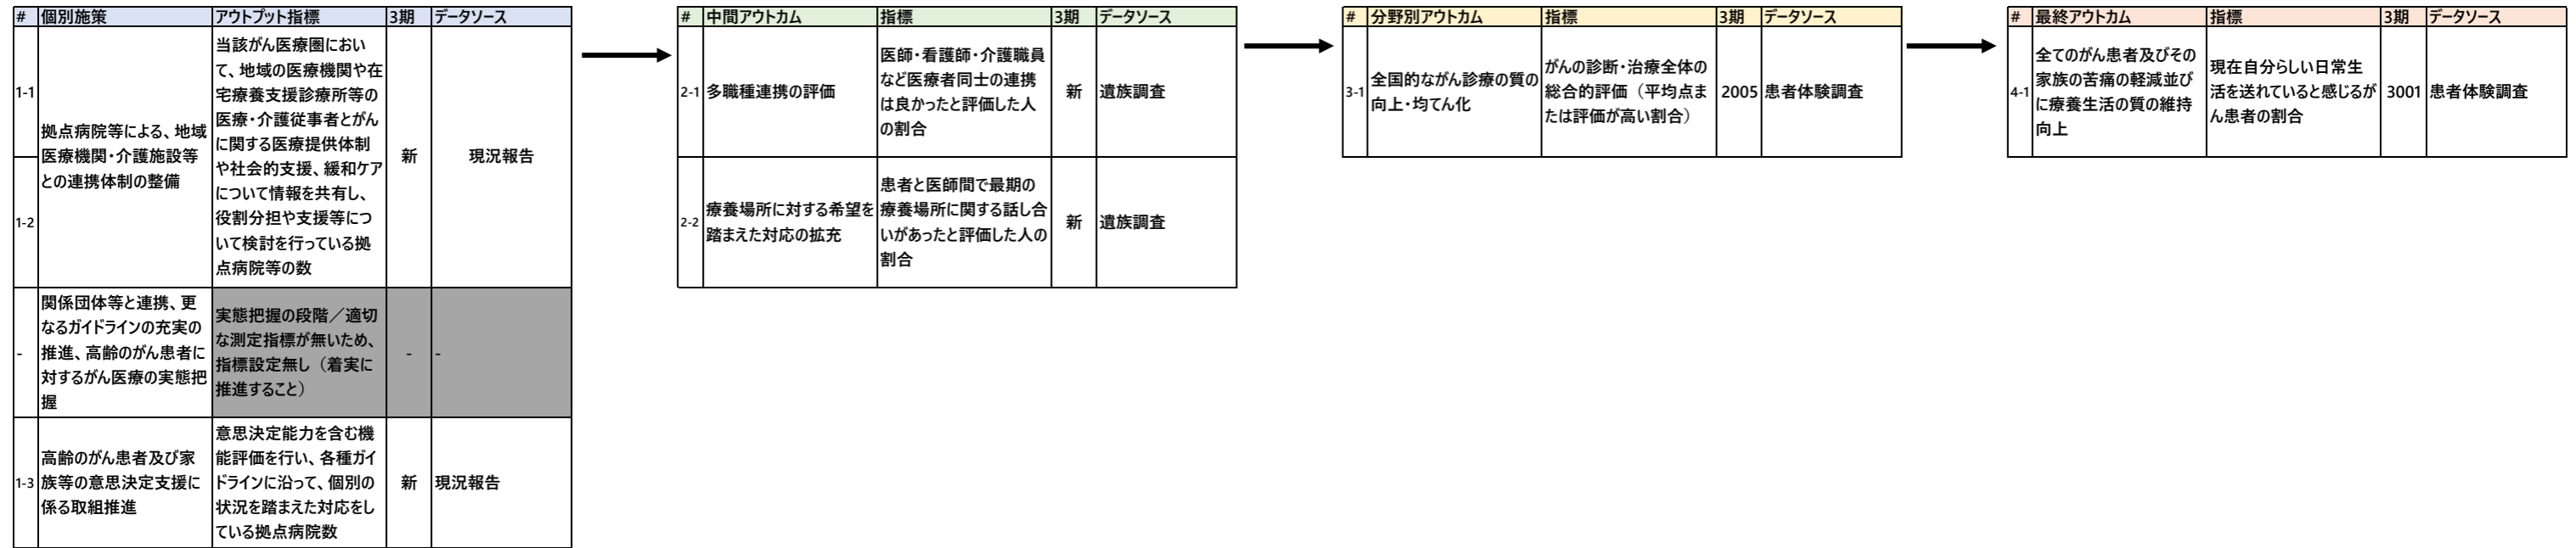 # 個別施策 アウトプット指標 3期 データソース
1-1
1-2
拠点病院等による、地域
医療機関・介護施設等
との連携体制の整備
当該がん医療圏におい
て、地域の医療機関や在
宅療養支援診療所等の
医療・介護従事者とがん
に関する医療提供体制
や社会的支援、緩和ケア
について情報を共有し、
役割分担や支援等につ
いて検討を行っている拠
点病院等の数
新
現況報告
-
関係団体等と連携、更
なるガイドラインの充実の
推進、高齢のがん患者に
対するがん医療の実態把
握
実態把握の段階／適切
な測定指標が無いため、
指標設定無し（着実に
推進すること）
-
-
1-3
高齢のがん患者及び家
族等の意思決定支援に
係る取組推進
意思決定能力を含む機
能評価を行い、各種ガイ
ドラインに沿って、個別の
状況を踏まえた対応をし
ている拠点病院数
新
現況報告
# 中間アウトカム 指標 3期 データソース
2-1
多職種連携の評価
医師・看護師・介護職員
など医療者同士の連携
は良かったと評価した人
の割合
新
遺族調査
2-2
療養場所に対する希望を
踏まえた対応の拡充
患者と医師間で最期の
療養場所に関する話し合
いがあったと評価した人の
割合
新
遺族調査
# 分野別アウトカム 指標 3期 データソース
3-1
全国的ながん診療の質の
向上・均てん化
がんの診断・治療全体の
総合的評価（平均点ま
たは評価が高い割合）
2005
患者体験調査
# 最終アウトカム 指標 3期 データソース
4-1
全てのがん患者及びその
家族の苦痛の軽減並び
に療養生活の質の維持
向上
現在自分らしい日常生
活を送れていると感じるが
ん患者の割合
3001
患者体験調査